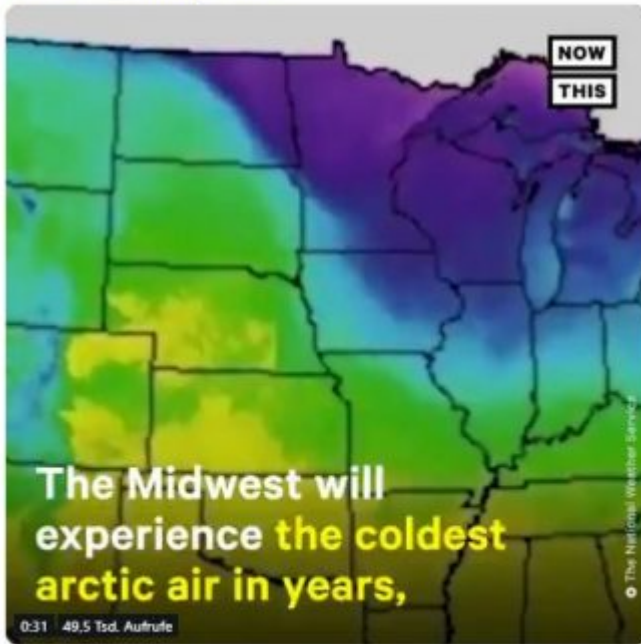 NOW
THIS
The Midwest will
experience the coldest
arctic air in years,
© The National Weather Service
0:31 49,5 Tsd. Aufrufe